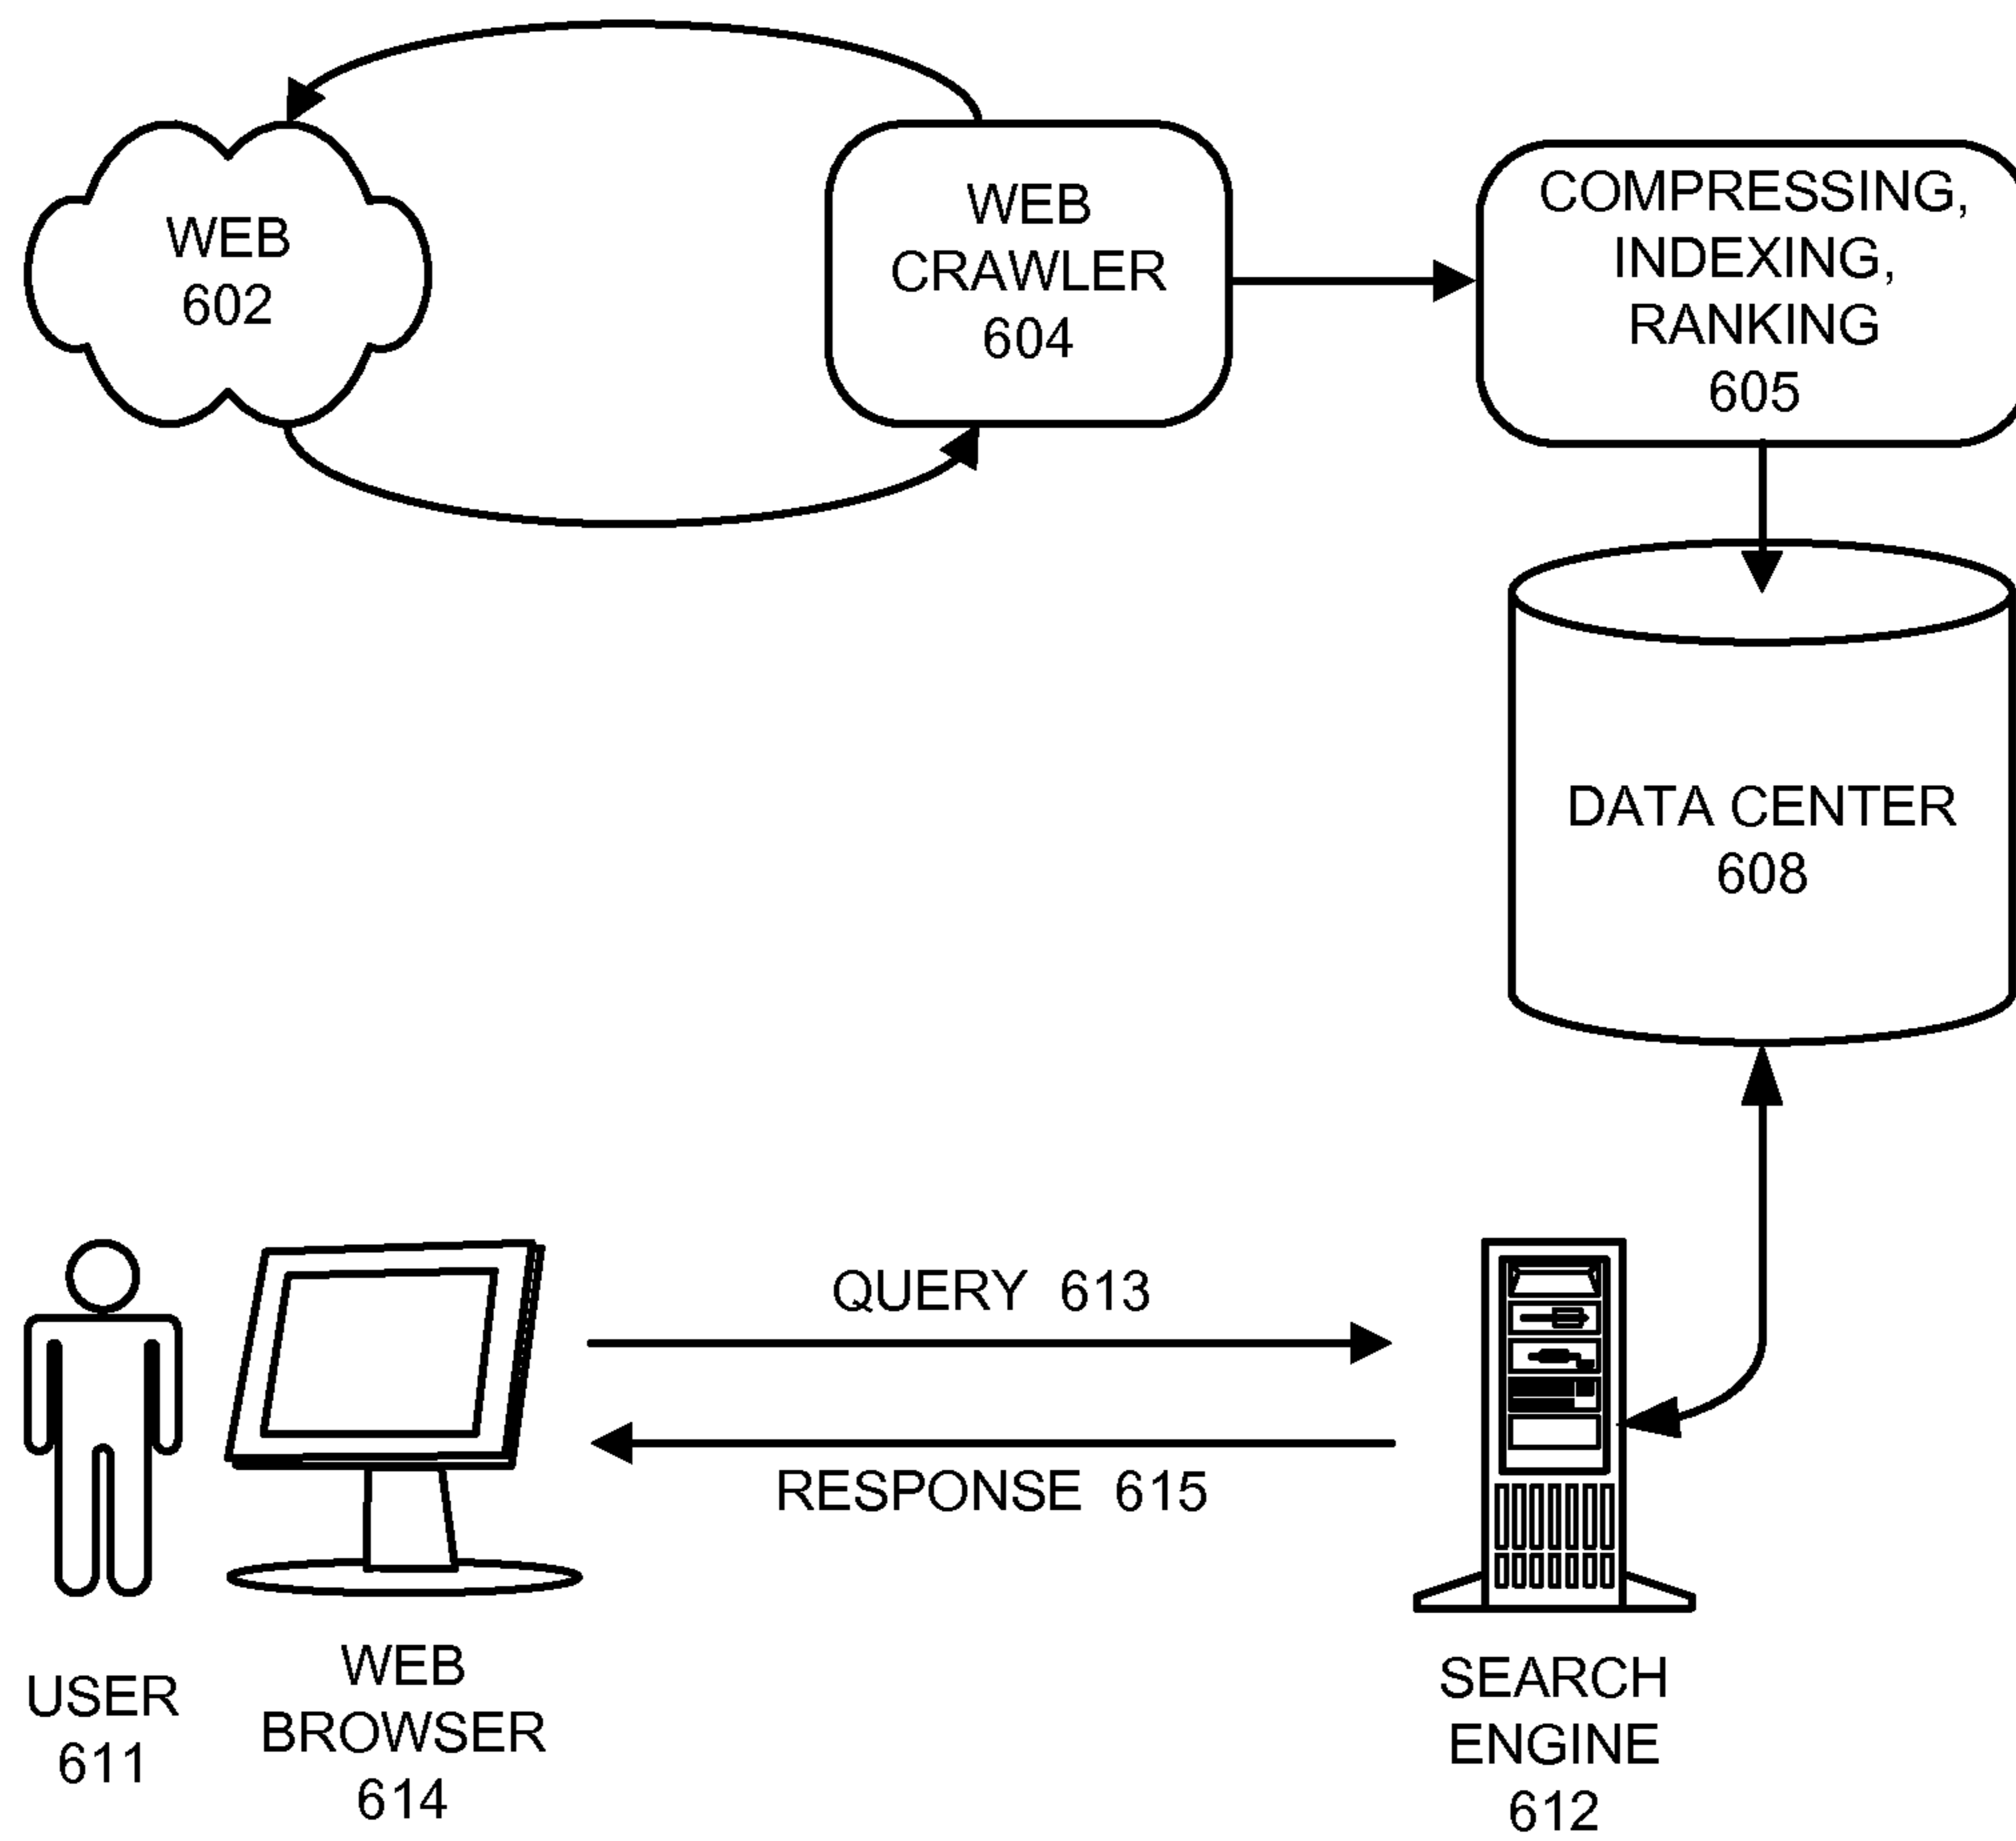 WEB
602
WEB
CRAWLER
604
COMPRESSING,
INDEXING,
RANKING
605
DATA CENTER
608
QUERY 613
RESPONSE 615
USER
611
WEB
BROWSER
614
SEARCH
ENGINE
612